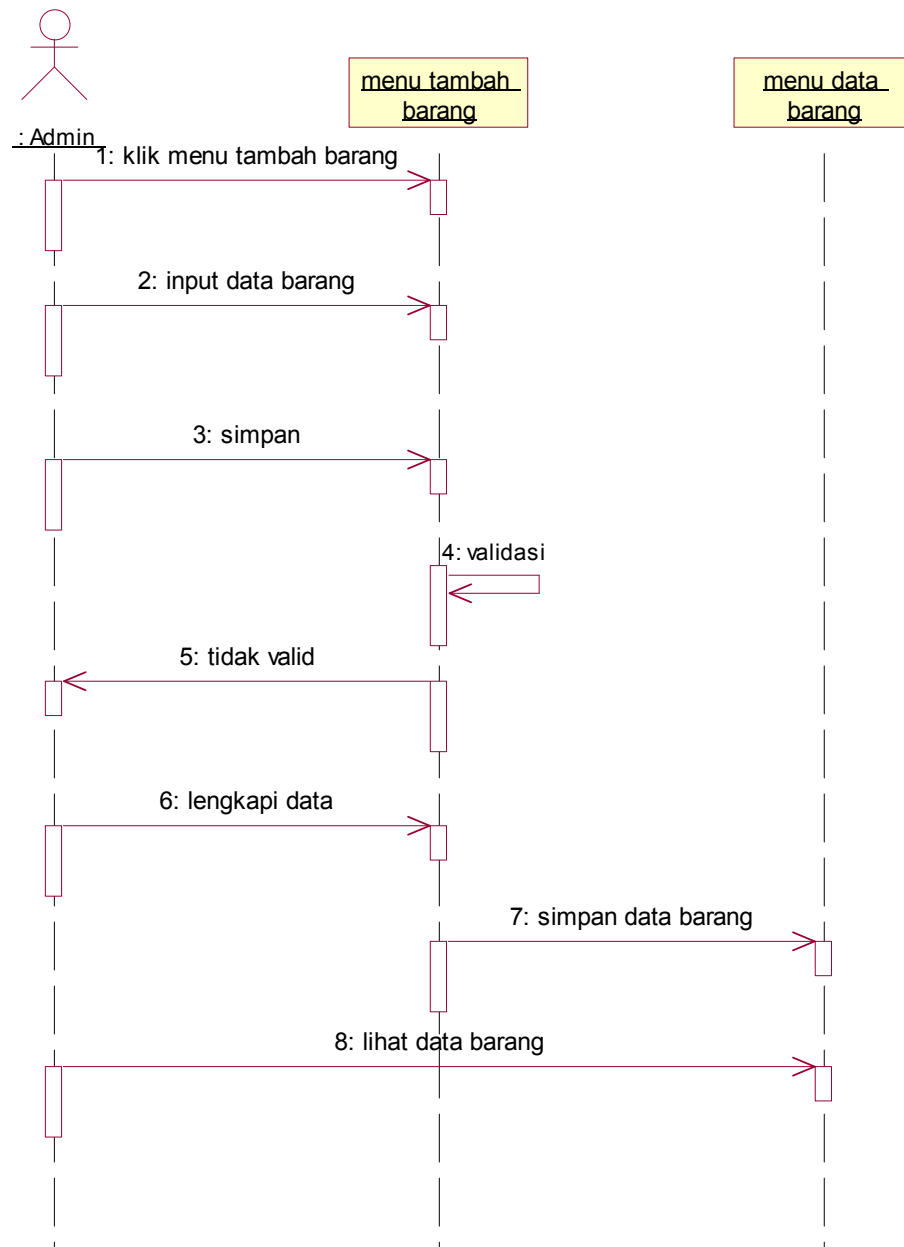 : Admin
menu tambah
barang
menu data
barang
1: klik menu tambah barang
2: input data barang
3: simpan
4: validasi
5: tidak valid
6: lengkapi data
7: simpan data barang
8: lihat data barang